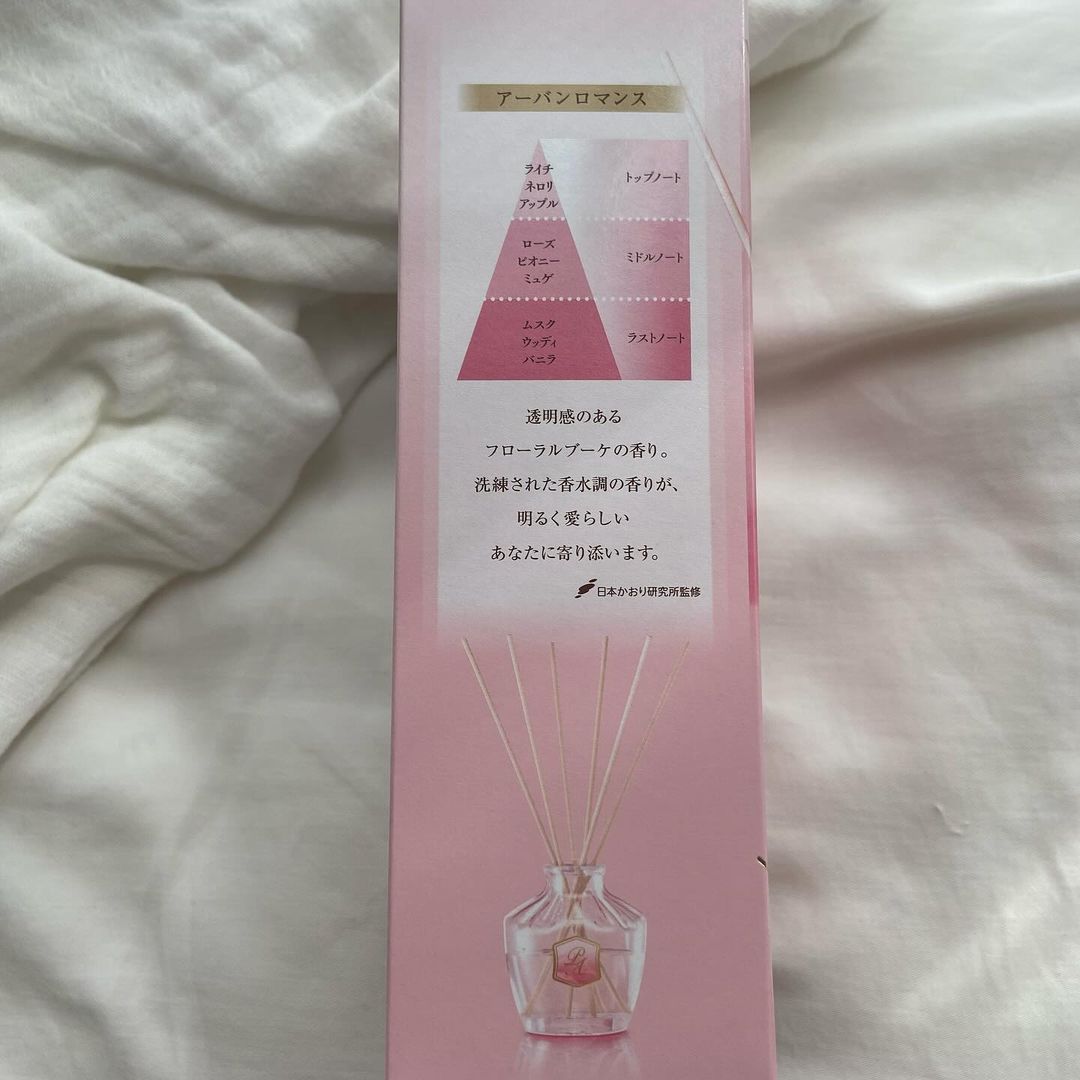 アーバンロマンス
ライチ
ネロリ
アップル
トップノート
ローズ
ピオニー
ミュゲ
ミドルノート
ムスク
ウッディ
バニラ
ラストノート
透明感のある
フローラルブーケの香り。
洗練された香水調の香りが、
明るく愛らしい
あなたに寄り添います。
日本かおり研究所監修
PA